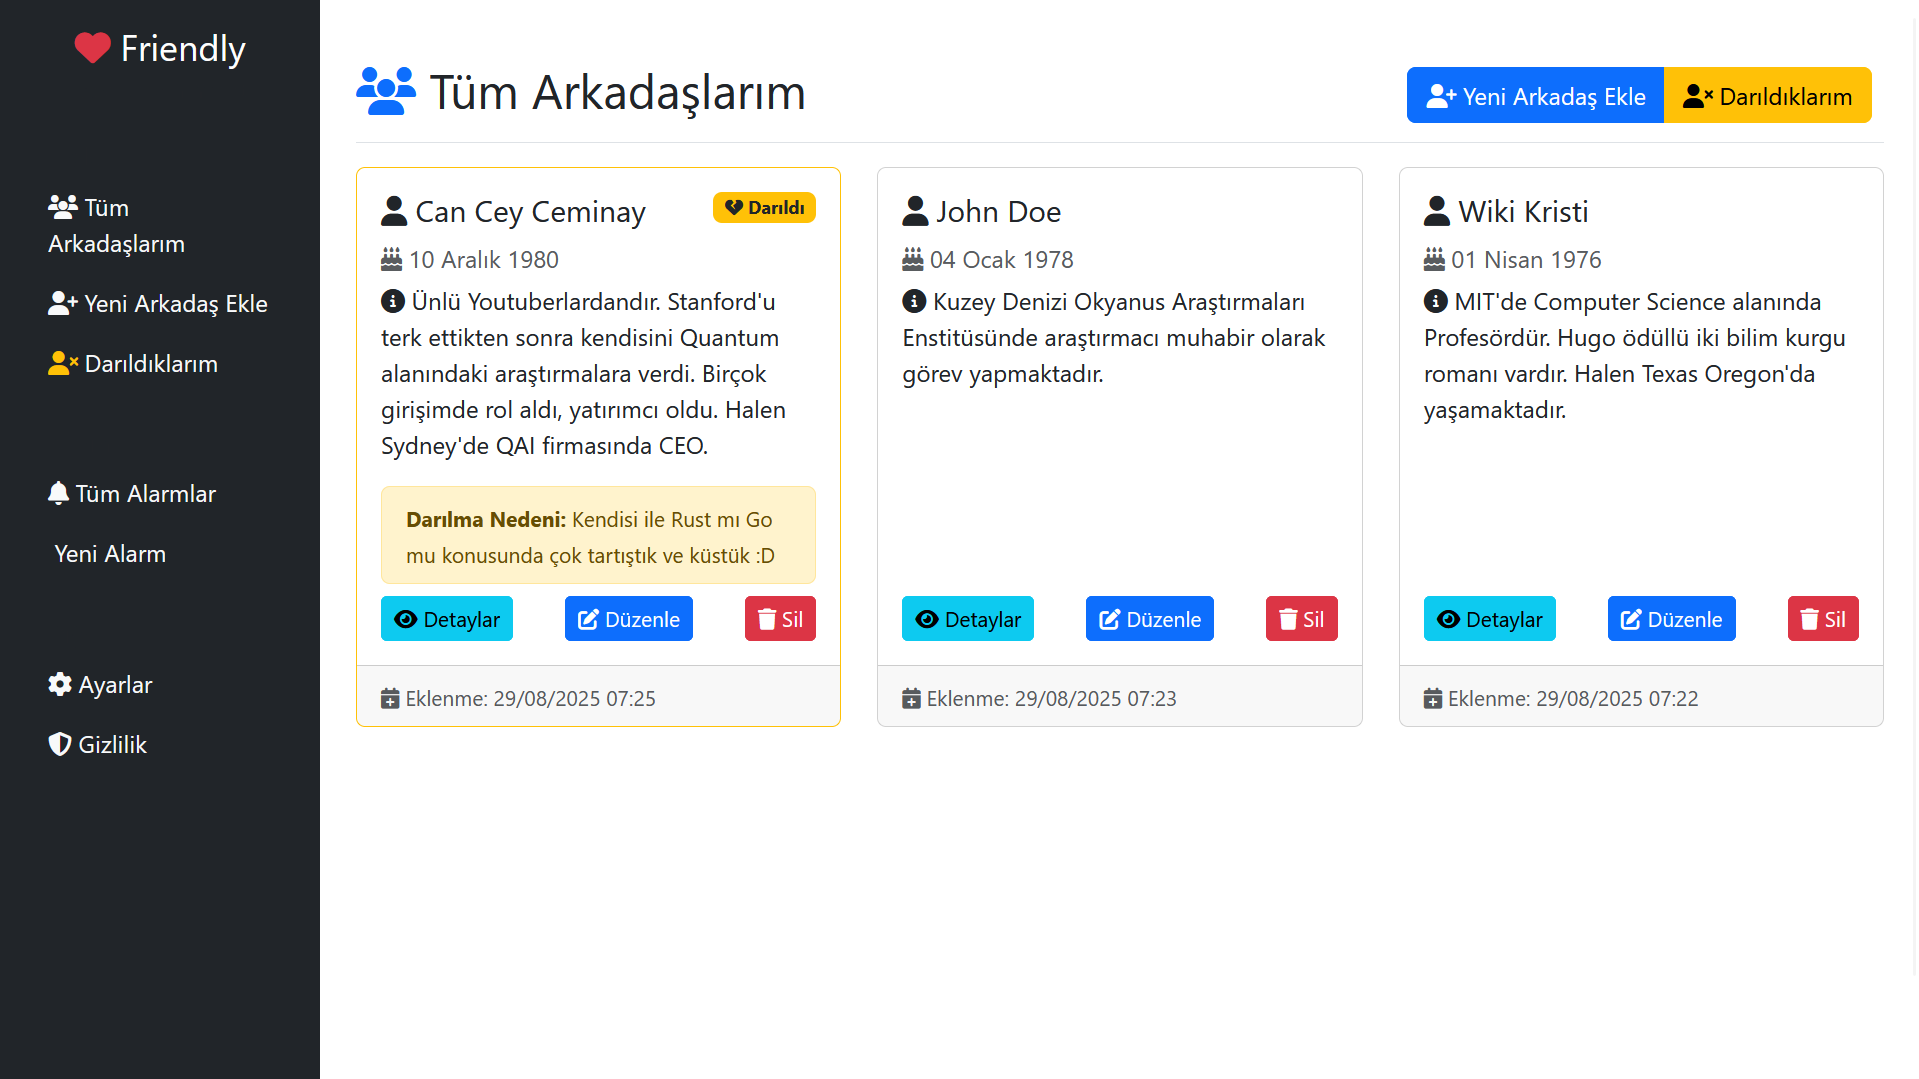 Friendly
Tüm
Arkadaşlarım
Yeni Arkadaş Ekle
Darıldıklarım
Tüm Alarmlar
Yeni Alarm
Ayarlar
Gizlilik
Tüm Arkadaşlarım
Yeni Arkadaş Ekle
Darıldıklarım
Can Cey Ceminay
Darıldı
10 Aralık 1980
Ünlü Youtuberlardandır. Stanford'u
terk ettikten sonra kendisini Quantum
alanındaki araştırmalara verdi. Birçok
girişimde rol aldı, yatırımcı oldu. Halen
Sydney'de QAI firmasında CEO.
Darılma Nedeni: Kendisi ile Rust mı Go
mu konusunda çok tartıştık ve küstük :D
Detaylar
Düzenle
Sil
Eklenme: 29/08/2025 07:25
John Doe
04 Ocak 1978
Kuzey Denizi Okyanus Araştırmaları
Enstitüsünde araştırmacı muhabir olarak
görev yapmaktadır.
Detaylar
Düzenle
Sil
Eklenme: 29/08/2025 07:23
Wiki Kristi
01 Nisan 1976
MIT'de Computer Science alanında
Profesördür. Hugo ödüllü iki bilim kurgu
romanı vardır. Halen Texas Oregon'da
yaşamaktadır.
Detaylar
Düzenle
Sil
Eklenme: 29/08/2025 07:22